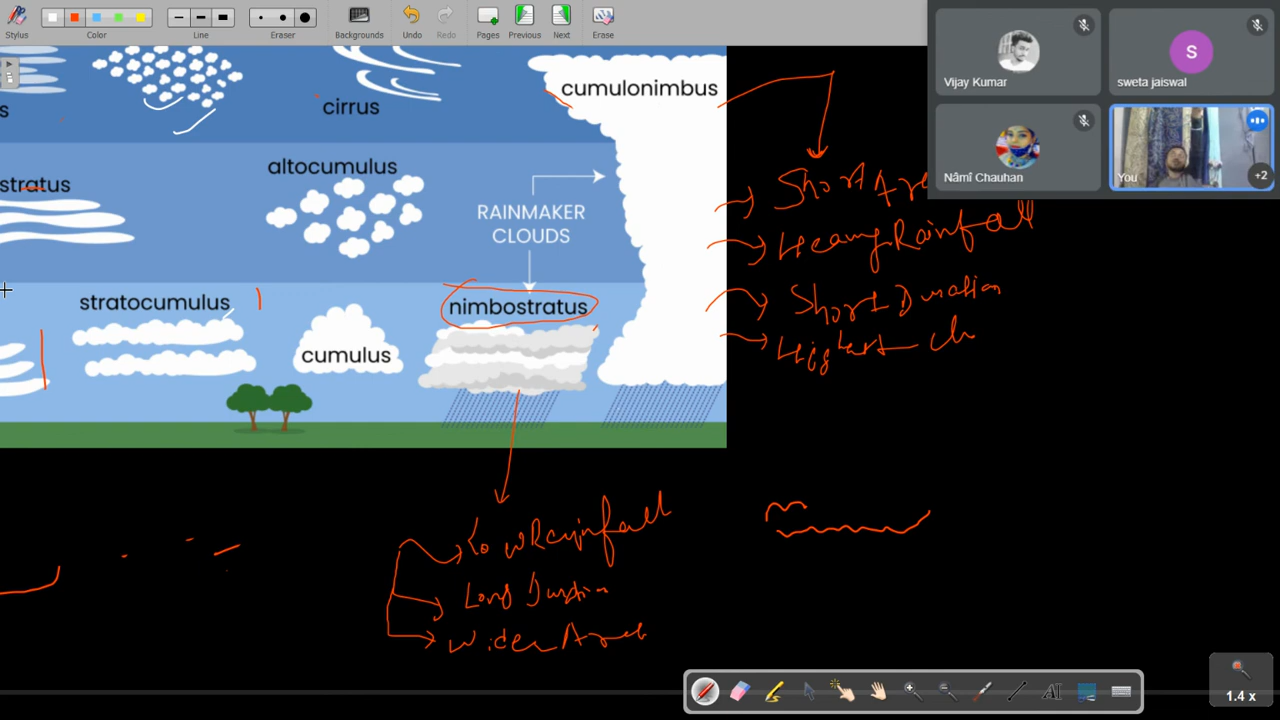 Stylus
Color
Line
Eraser
Backgrounds
Undo
Redo
Pages
Previous
Next
Erase
Vijay Kumar
S
sweta jaiswal
Nâmî Chauhan
You
+2
s
cirrus
cumulonimbus
stratus
altocumulus
RAINMAKER
CLOUDS
stratocumulus
cumulus
nimbostratus
Short Are
Heavy Rainfall
Short Duration
Highest Ch
Low Rainfall
Long Duration
Wider Area
1.4 x